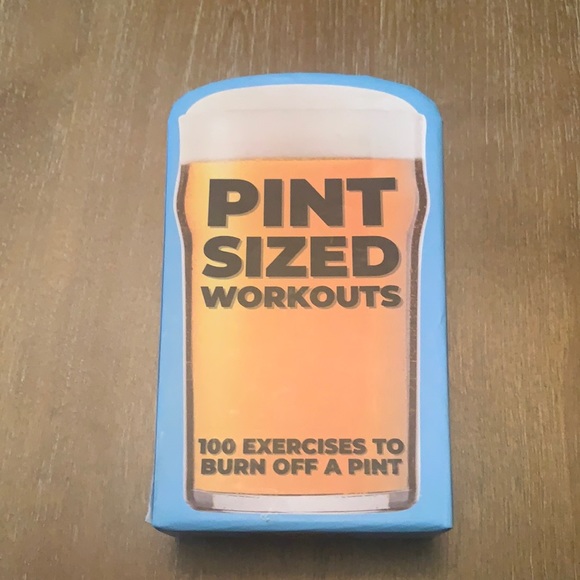 PINT
SIZED
WORKOUTS
100 EXERCISES TO
BURN OFF A PINT